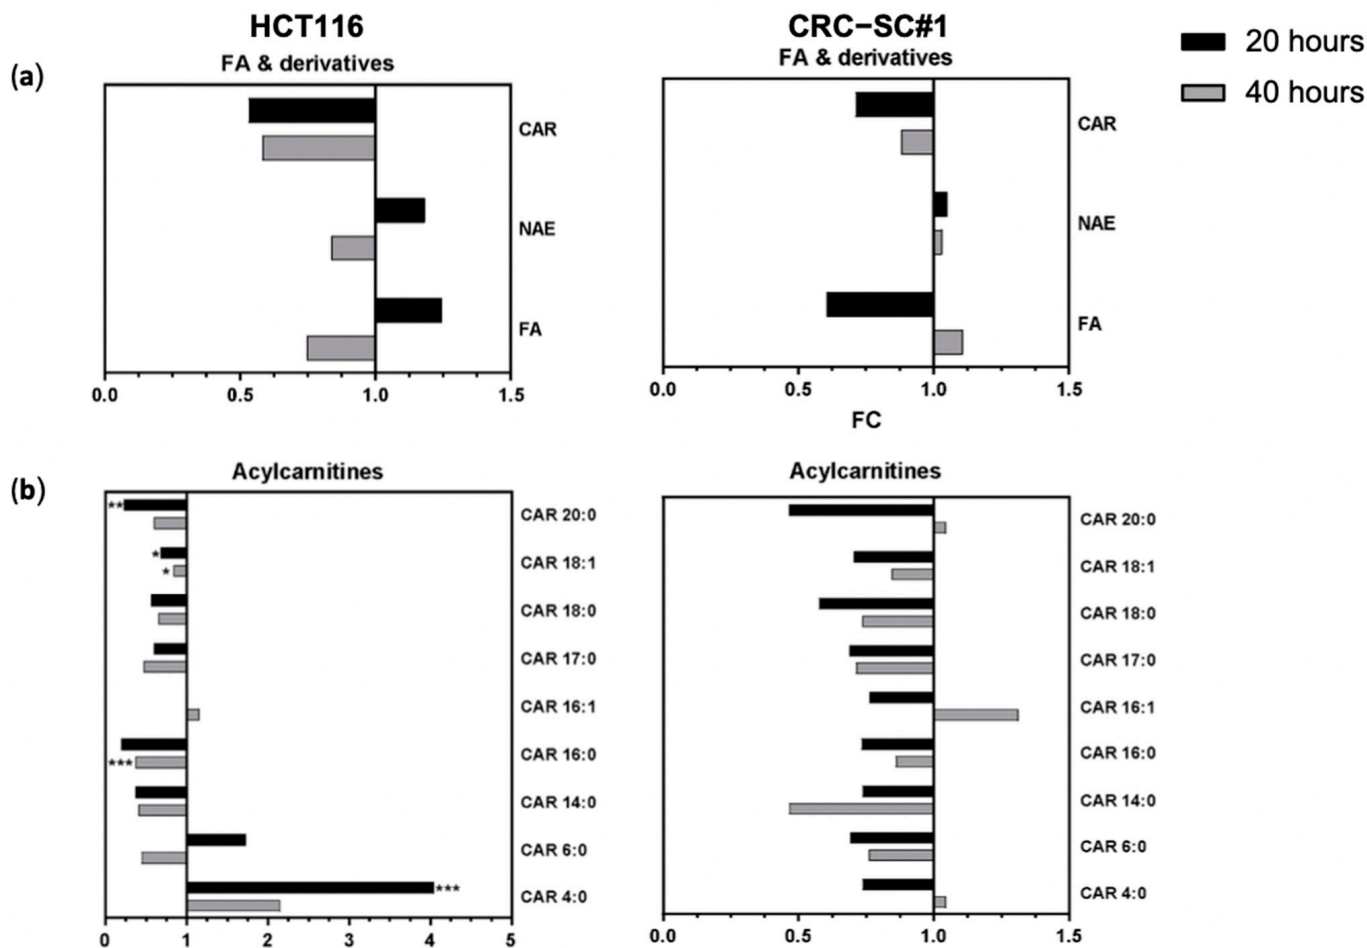 HCT116
CRC−SC#1
20 hours
40 hours
(a)
FA & derivatives
FA & derivatives
CAR
NAE
FA
CAR
NAE
FA
0.0 0.5 1.0 1.5
0.0 0.5 1.0 1.5
FC
(b)
Acylcarnitines
Acylcarnitines
** CAR 20:0
* CAR 18:1
*
CAR 18:0
CAR 17:0
CAR 16:1
CAR 16:0
***
CAR 14:0
CAR 6:0
*** CAR 4:0
CAR 20:0
CAR 18:1
CAR 18:0
CAR 17:0
CAR 16:1
CAR 16:0
CAR 14:0
CAR 6:0
CAR 4:0
0 1 2 3 4 5
0.0 0.5 1.0 1.5